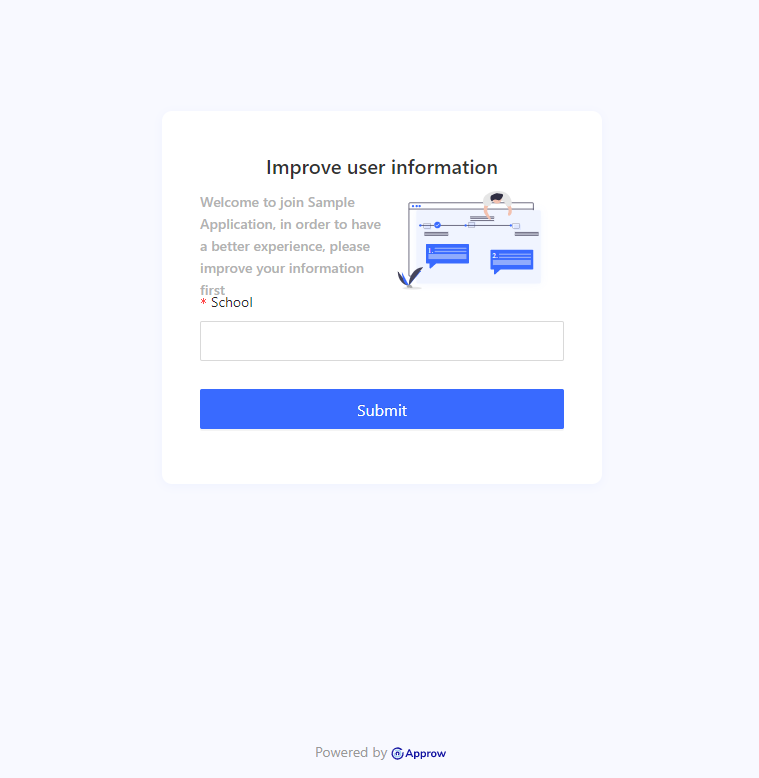 Improve user information
Welcome to join Sample
Application, in order to have
a better experience, please
improve your information
first
* School
1.
2.
Submit
Powered by Approw